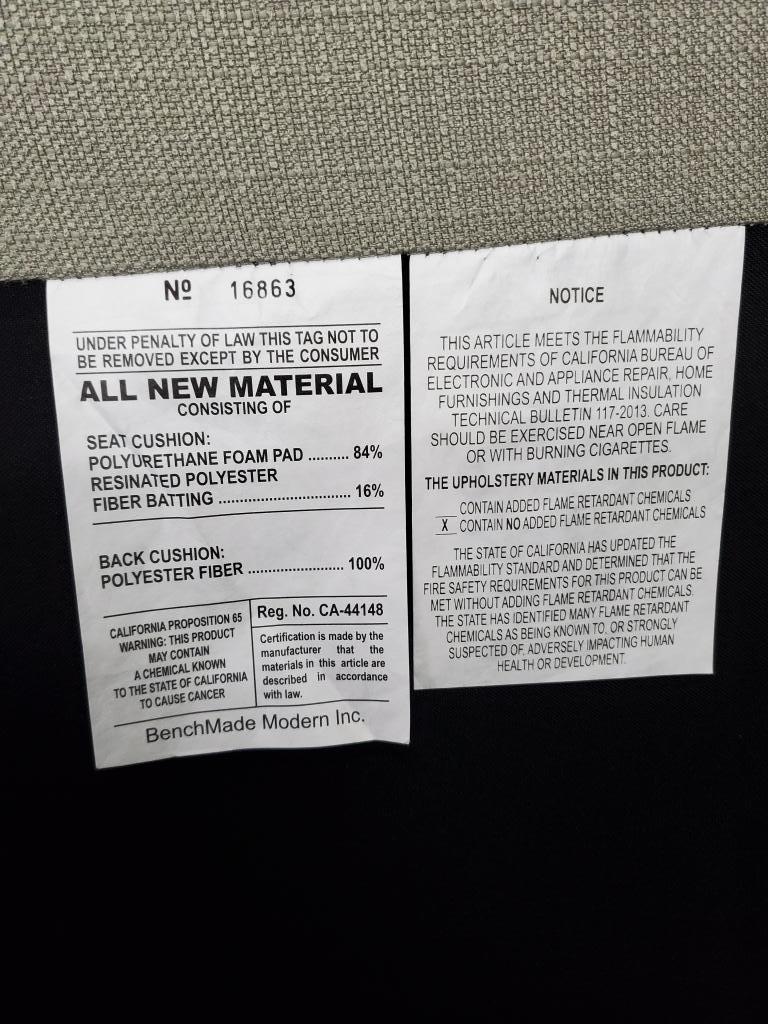 Nº 16863
UNDER PENALTY OF LAW THIS TAG NOT TO
BE REMOVED EXCEPT BY THE CONSUMER
ALL NEW MATERIAL
CONSISTING OF
SEAT CUSHION:
POLYURETHANE FOAM PAD .......... 84%
RESINATED POLYESTER
FIBER BATTING ................................ 16%
BACK CUSHION:
POLYESTER FIBER ....................... 100%
CALIFORNIA PROPOSITION 65
WARNING: THIS PRODUCT
MAY CONTAIN
A CHEMICAL KNOWN
TO THE STATE OF CALIFORNIA
TO CAUSE CANCER
Reg. No. CA-44148
Certification is made by the
manufacturer that the
materials in this article are
described in accordance
with law.
BenchMade Modern Inc.
NOTICE
THIS ARTICLE MEETS THE FLAMMABILITY
REQUIREMENTS OF CALIFORNIA BUREAU OF
ELECTRONIC AND APPLIANCE REPAIR, HOME
FURNISHINGS AND THERMAL INSULATION
TECHNICAL BULLETIN 117-2013. CARE
SHOULD BE EXERCISED NEAR OPEN FLAME
OR WITH BURNING CIGARETTES.
THE UPHOLSTERY MATERIALS IN THIS PRODUCT:
CONTAIN ADDED FLAME RETARDANT CHEMICALS
X CONTAIN NO ADDED FLAME RETARDANT CHEMICALS
THE STATE OF CALIFORNIA HAS UPDATED THE
FLAMMABILITY STANDARD AND DETERMINED THAT THE
FIRE SAFETY REQUIREMENTS FOR THIS PRODUCT CAN BE
MET WITHOUT ADDING FLAME RETARDANT CHEMICALS.
THE STATE HAS IDENTIFIED MANY FLAME RETARDANT
CHEMICALS AS BEING KNOWN TO, OR STRONGLY
SUSPECTED OF, ADVERSELY IMPACTING HUMAN
HEALTH OR DEVELOPMENT.